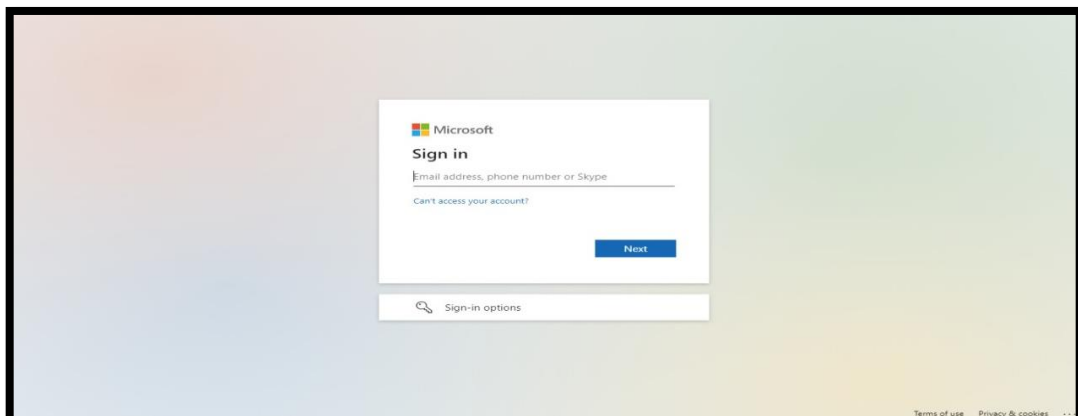 Microsoft
Sign in
Email address, phone number or Skype
Can't access your account?
Next
Sign-in options
Terms of use Privacy & cookies ...